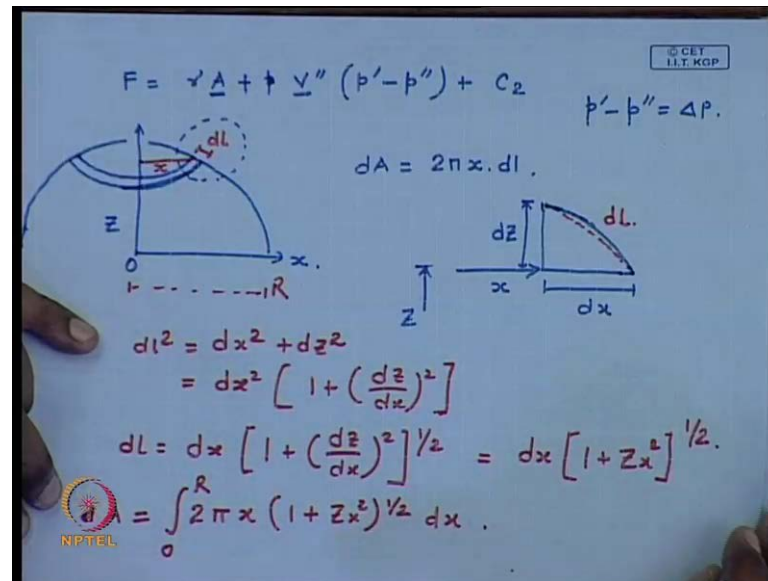 © CET
I.I.T. KGP
F = γ A + p V'' (p' - p'') + C₂
p' - p'' = Δp.
dL
x
Z
O
x.
R
dA = 2πx. dl.
dZ
dL.
x
Z
dx
dl² = dx² + dz²
= dx² [ 1 + (dz/dx)² ]
dL = dx [ 1 + (dz/dx)² ]^1/2 = dx [ 1 + Zx² ]^1/2.
A = ∫₀^R 2πx (1 + Zx²)^1/2 dx.
NPTEL